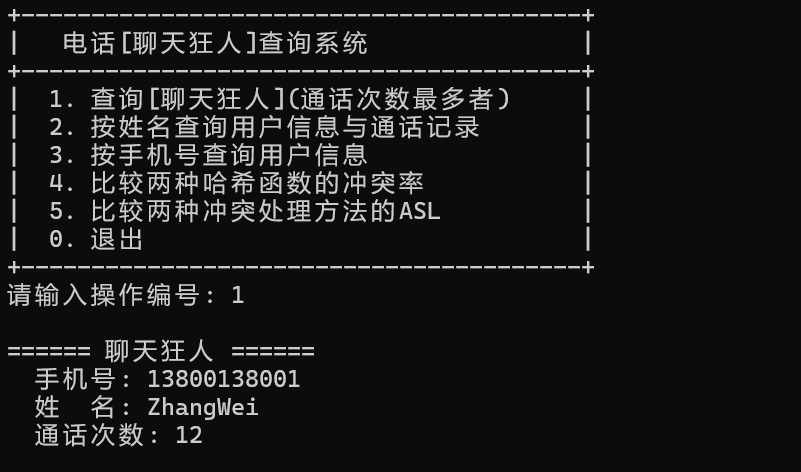 +----------------------------------------+
|   电话[聊天狂人]查询系统               |
+----------------------------------------+
|  1. 查询[聊天狂人](通话次数最多者)     |
|  2. 按姓名查询用户信息与通话记录       |
|  3. 按手机号查询用户信息               |
|  4. 比较两种哈希函数的冲突率           |
|  5. 比较两种冲突处理方法的ASL          |
|  0. 退出                               |
+----------------------------------------+
请输入操作编号: 1
====== 聊天狂人 ======
  手机号: 13800138001
  姓  名: ZhangWei
  通话次数: 12